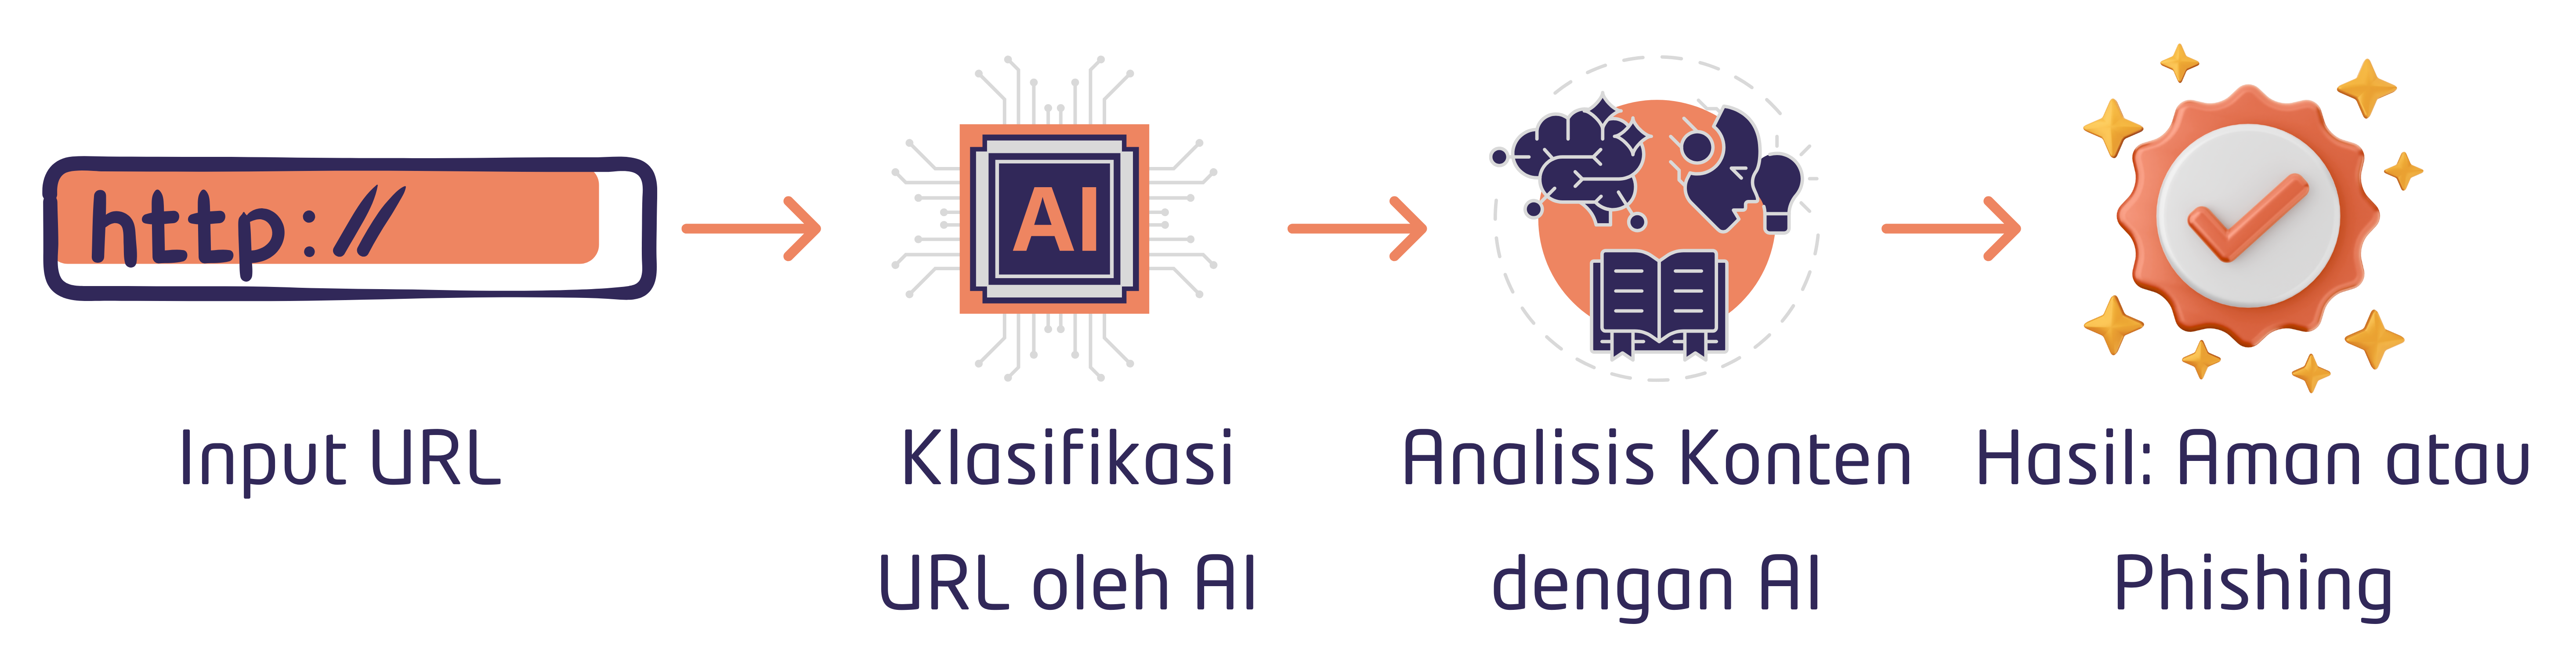 http://
AI
Input URL
Klasifikasi
URL oleh AI
Analisis Konten
dengan AI
Hasil: Aman atau
Phishing